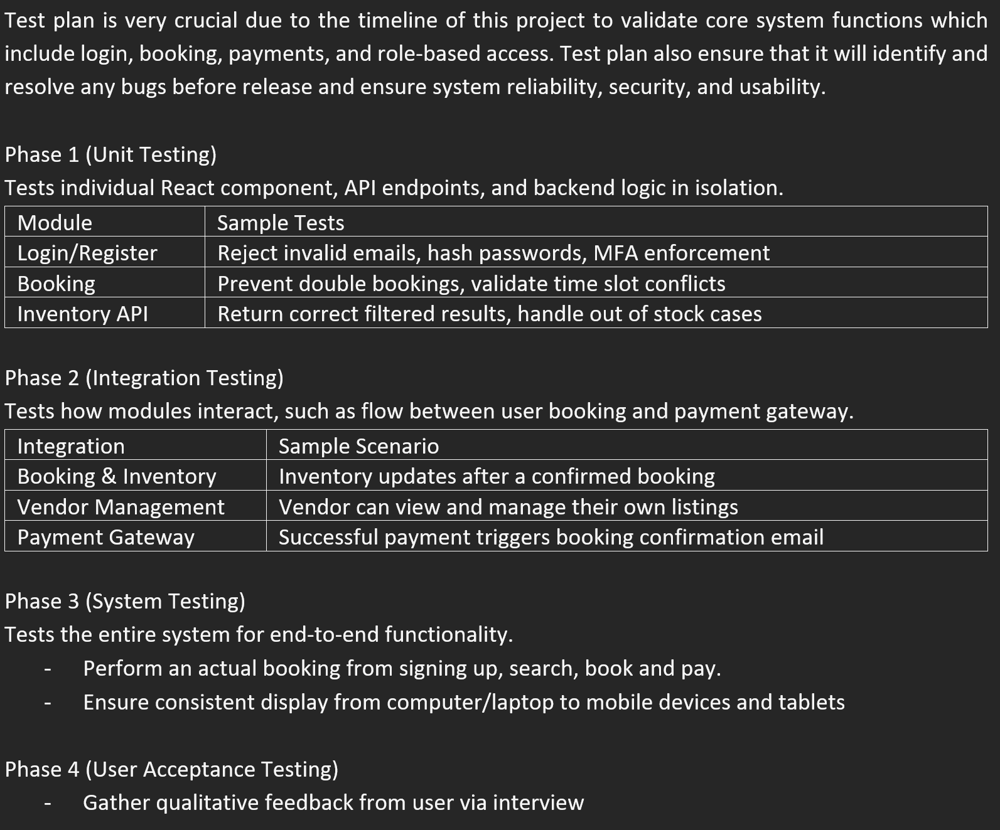 Test plan is very crucial due to the timeline of this project to validate core system functions which
include login, booking, payments, and role-based access. Test plan also ensure that it will identify and
resolve any bugs before release and ensure system reliability, security, and usability.
Phase 1 (Unit Testing)
Tests individual React component, API endpoints, and backend logic in isolation.
Module Sample Tests
Login/Register Reject invalid emails, hash passwords, MFA enforcement
Booking Prevent double bookings, validate time slot conflicts
Inventory API Return correct filtered results, handle out of stock cases
Phase 2 (Integration Testing)
Tests how modules interact, such as flow between user booking and payment gateway.
Integration Sample Scenario
Booking & Inventory Inventory updates after a confirmed booking
Vendor Management Vendor can view and manage their own listings
Payment Gateway Successful payment triggers booking confirmation email
Phase 3 (System Testing)
Tests the entire system for end-to-end functionality.
- Perform an actual booking from signing up, search, book and pay.
- Ensure consistent display from computer/laptop to mobile devices and tablets
Phase 4 (User Acceptance Testing)
- Gather qualitative feedback from user via interview